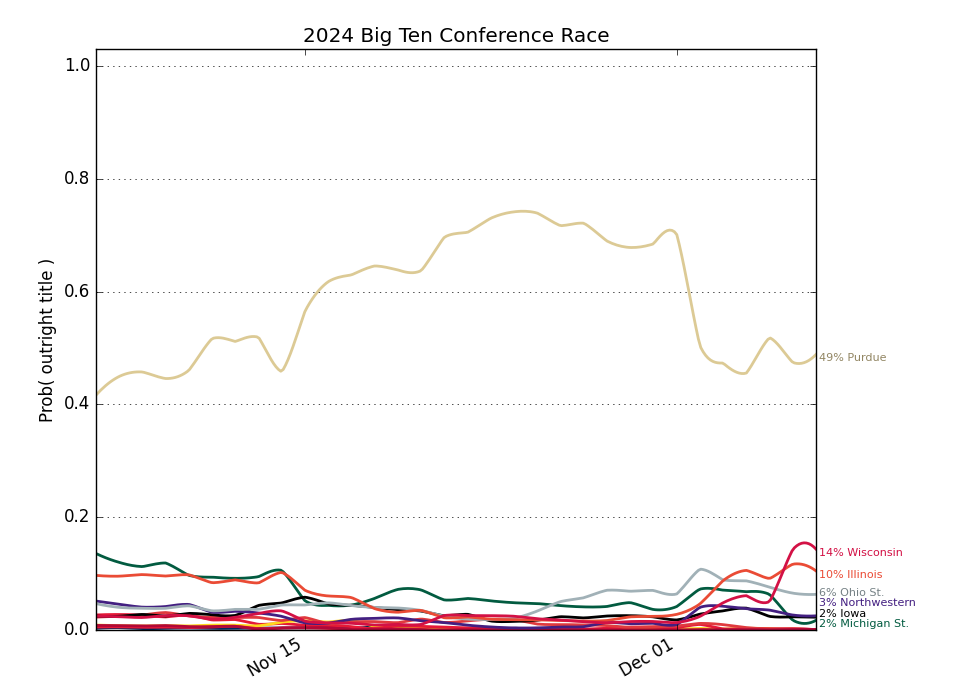 2024 Big Ten Conference Race
Prob( outright title )
1.0
0.8
0.6
0.4
0.2
0.0
Nov 15
Dec 01
49% Purdue
14% Wisconsin
10% Illinois
6% Ohio St.
3% Northwestern
2% Iowa
2% Michigan St.